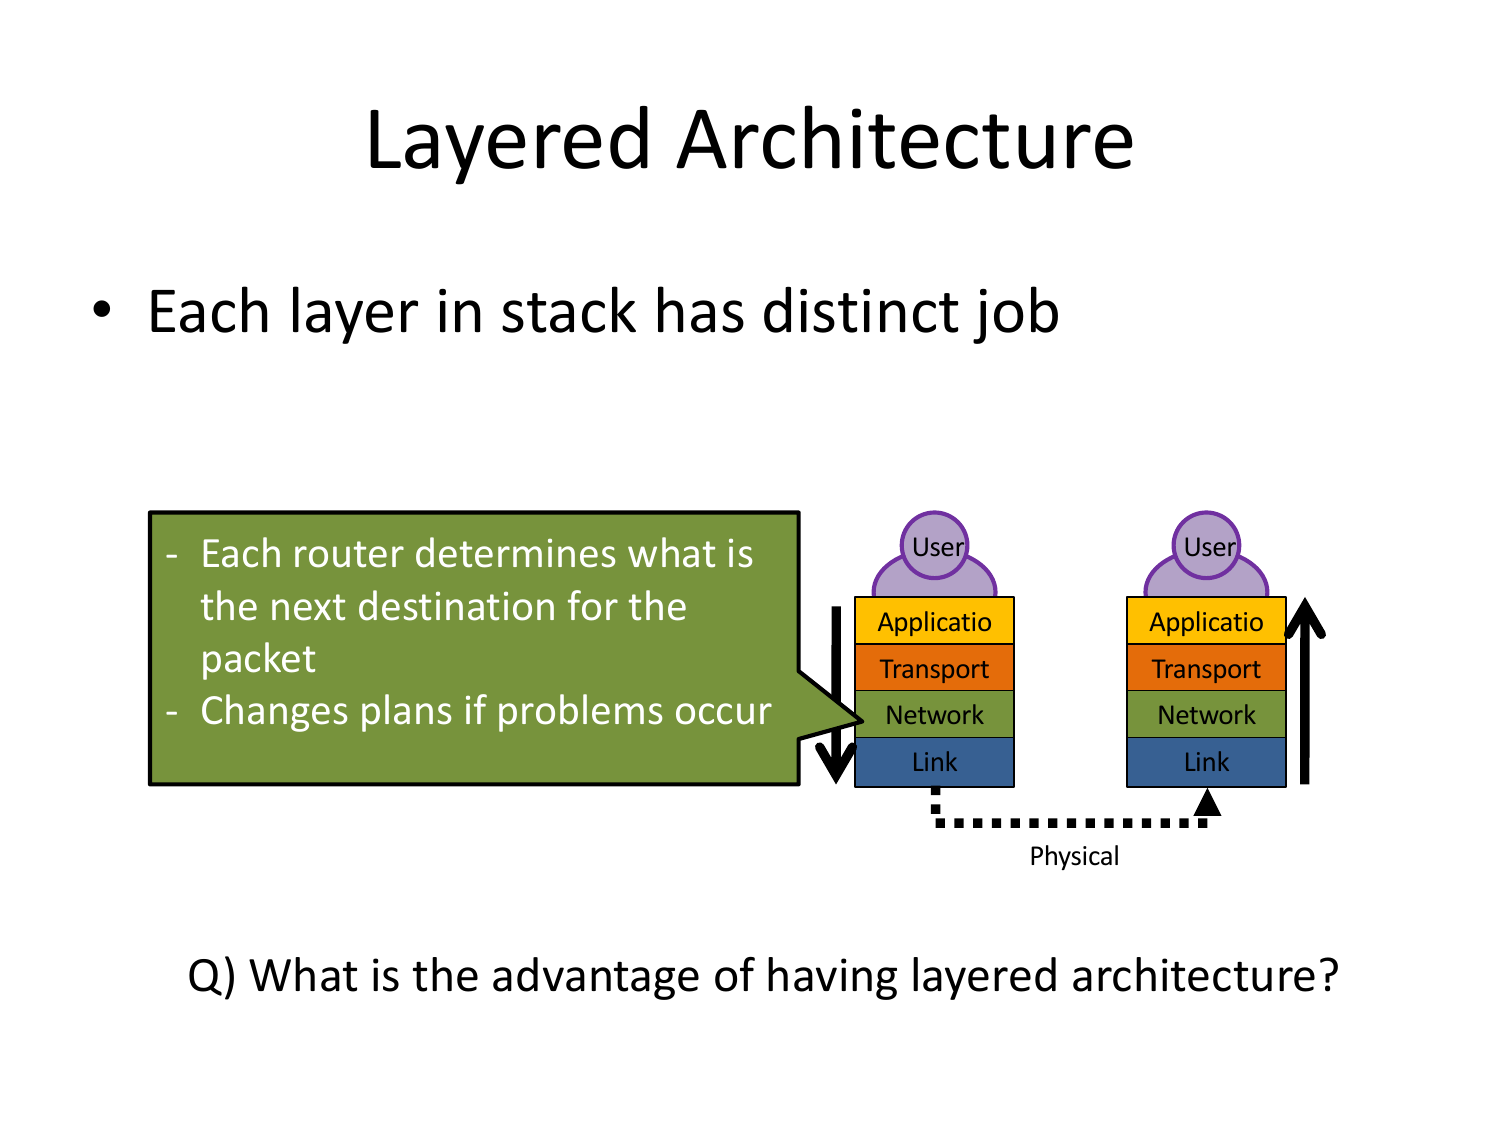 Layered Architecture
• Each layer in stack has distinct job
- Each router determines what is
the next destination for the
packet
- Changes plans if problems occur
User
Applicatio
Transport
Network
Link
User
Applicatio
Transport
Network
Link
Physical
Q) What is the advantage of having layered architecture?